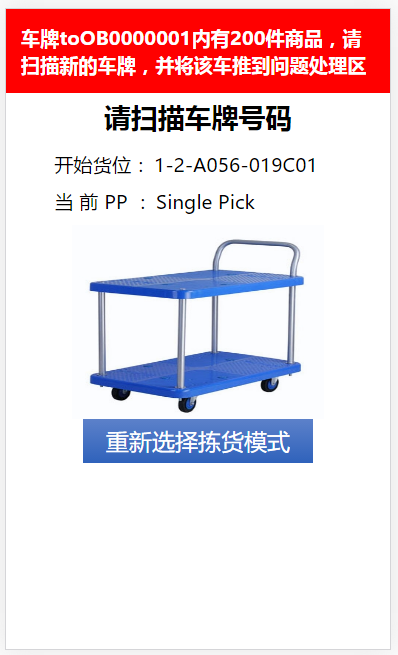 车牌toOB0000001内有200件商品，请
扫描新的车牌，并将该车推到问题处理区
请扫描车牌号码
开始货位： 1-2-A056-019C01
当 前 PP ： Single Pick
重新选择拣货模式